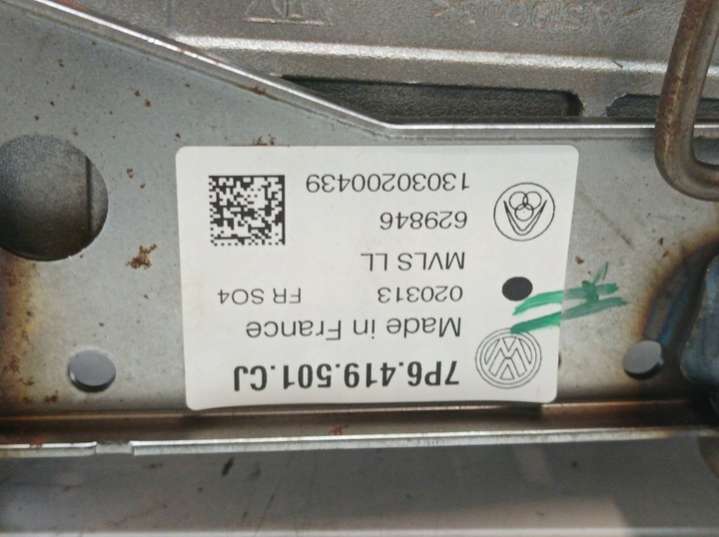 7P6.419.501.CJ
Made in France
020313 FR SO4
MVLS LL
629846
13030200439